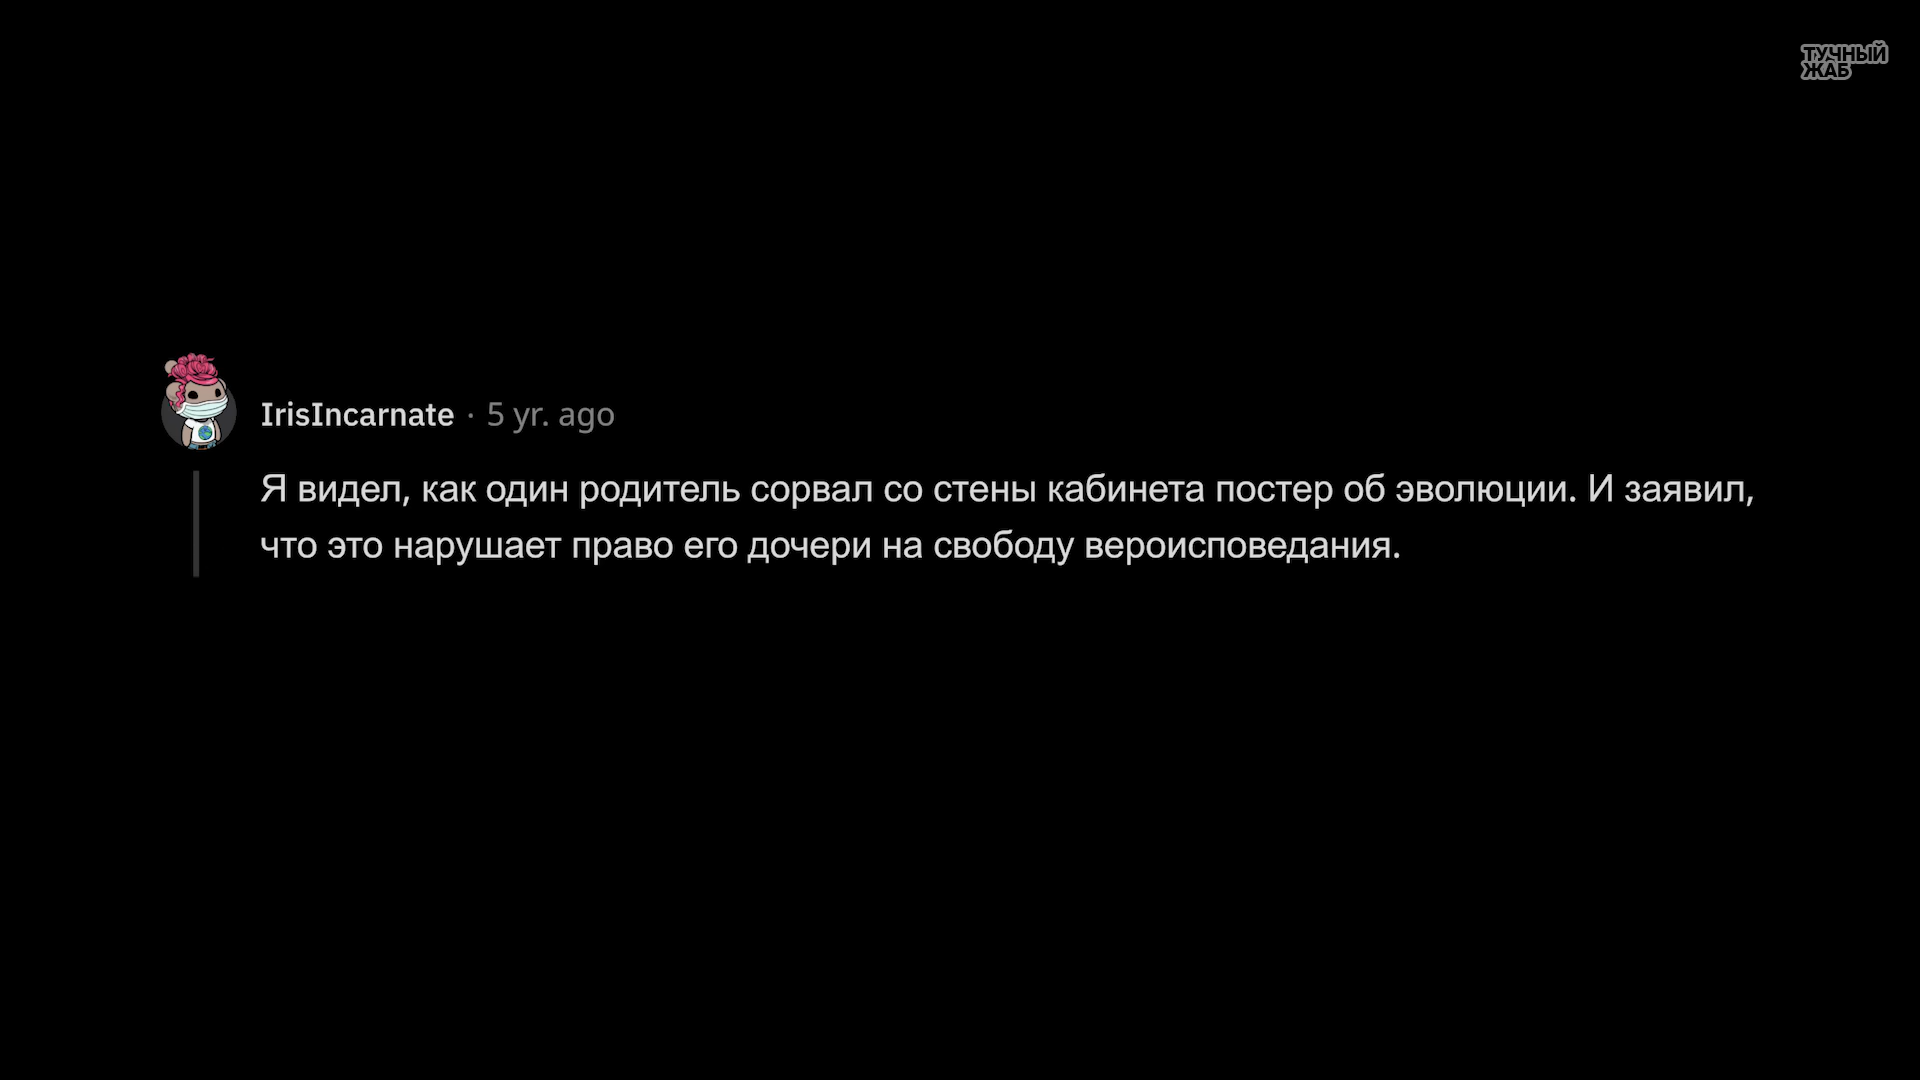 ТУЧНЫЙ
ЖАБ
IrisIncarnate · 5 yr. ago
Я видел, как один родитель сорвал со стены кабинета постер об эволюции. И заявил,
что это нарушает право его дочери на свободу вероисповедания.